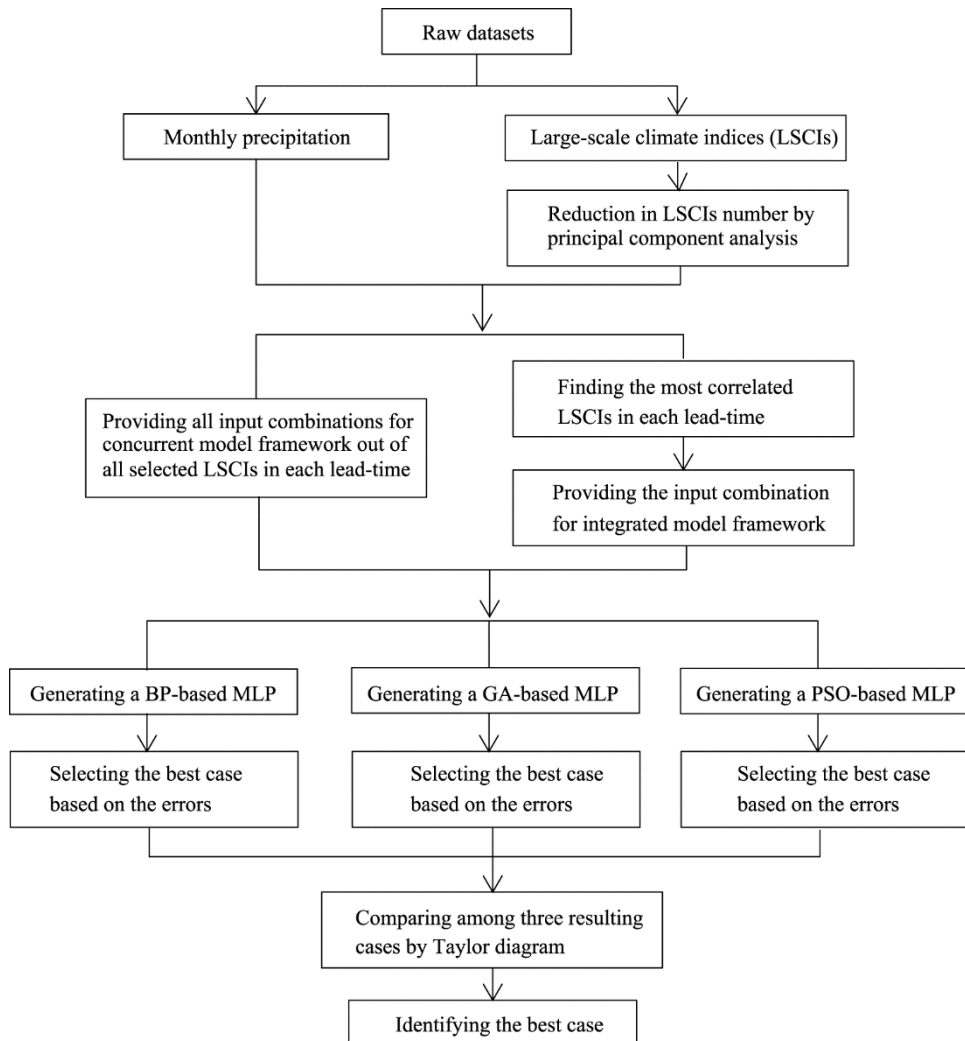 Raw datasets
Monthly precipitation
Large-scale climate indices (LSCIs)
Reduction in LSCIs number by
principal component analysis
Providing all input combinations for
concurrent model framework out of
all selected LSCIs in each lead-time
Finding the most correlated
LSCIs in each lead-time
Providing the input combination
for integrated model framework
Generating a BP-based MLP
Generating a GA-based MLP
Generating a PSO-based MLP
Selecting the best case
based on the errors
Selecting the best case
based on the errors
Selecting the best case
based on the errors
Comparing among three resulting
cases by Taylor diagram
Identifying the best case